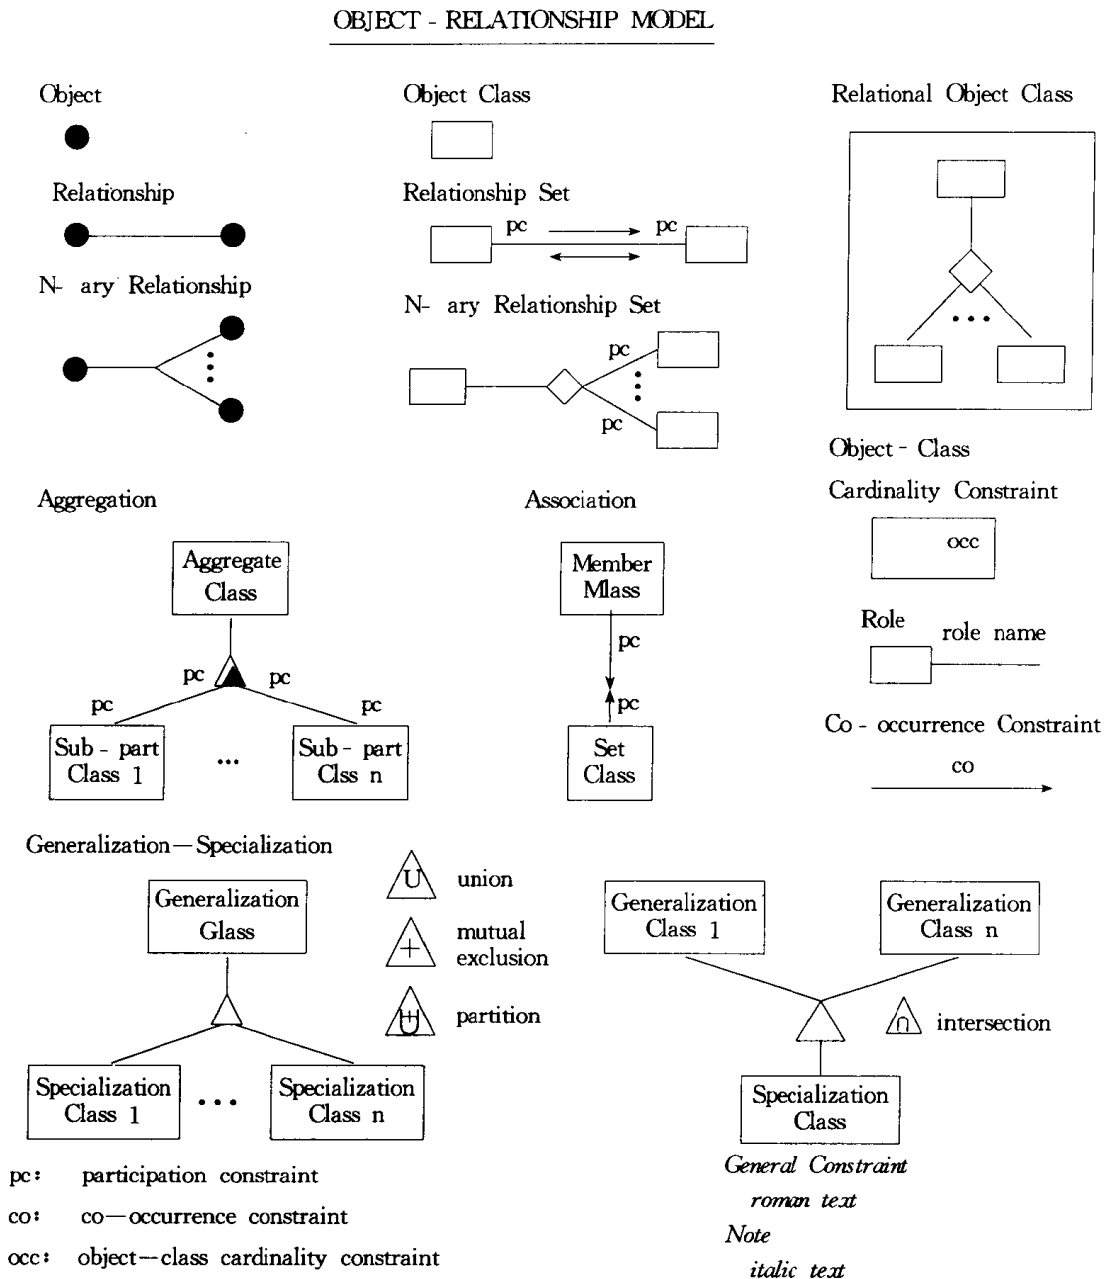 OBJECT - RELATIONSHIP MODEL
Object
Object Class
Relational Object Class
Relationship
Relationship Set
pc
pc
N- ary Relationship
N- ary Relationship Set
pc
pc
Object - Class
Cardinality Constraint
occ
Aggregation
Association
Aggregate
Class
pc
pc
pc
pc
Sub - part
Class 1
...
Sub - part
Clss n
Member
Mlass
pc
pc
Set
Class
Role
role name
Co - occurrence Constraint
co
Generalization—Specialization
Generalization
Glass
U union
+ mutual
exclusion
partition
Specialization
Class 1
...
Specialization
Class n
Generalization
Class 1
Generalization
Class n
∩ intersection
Specialization
Class
pc: participation constraint
co: co—occurrence constraint
occ: object—class cardinality constraint
General Constraint
roman text
Note
italic text